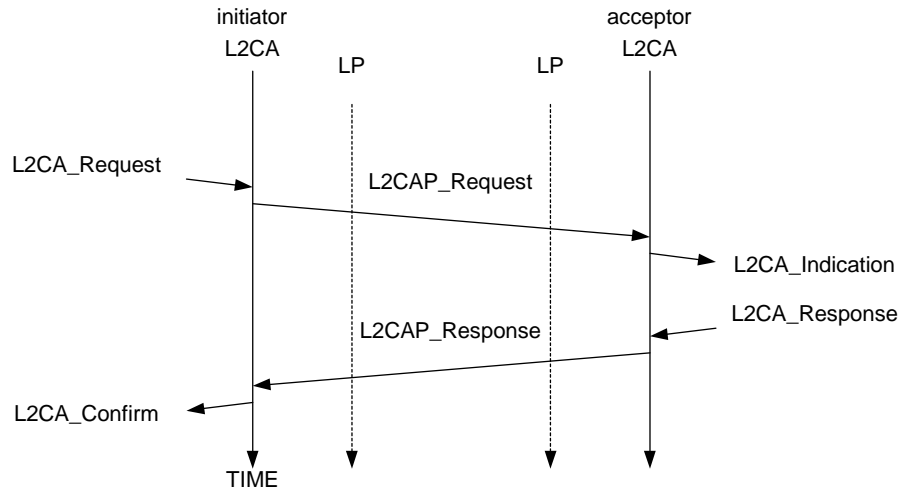 initiator
acceptor
L2CA
L2CA
LP
LP
L2CA_Request
L2CAP_Request
L2CA_Indication
L2CA_Response
L2CAP_Response
L2CA_Confirm
TIME